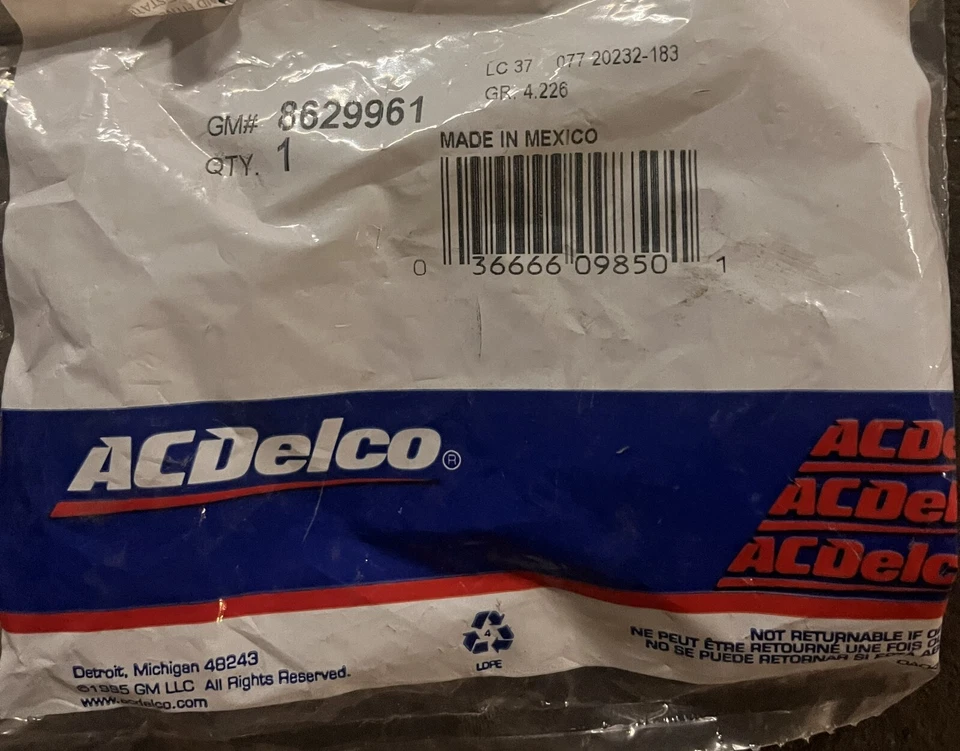 LC 37 077 20232-183
GR. 4.226
GM# 8629961
QTY. 1
MADE IN MEXICO
0 36666 09850 1
ACDelco®
ACDe
ACDel
ACDelc
4
LDPE
Detroit, Michigan 48243
©1995 GM LLC All Rights Reserved.
www.acdelco.com
NOT RETURNABLE IF
NE PEUT ÊTRE RETOURNÉ UNE FOIS
NO SE PUEDE RETORNAR SI